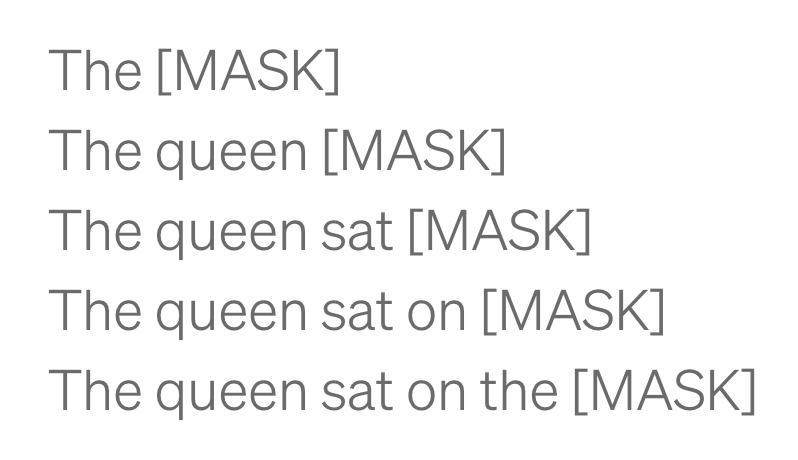 The [MASK]
The queen [MASK]
The queen sat [MASK]
The queen sat on [MASK]
The queen sat on the [MASK]